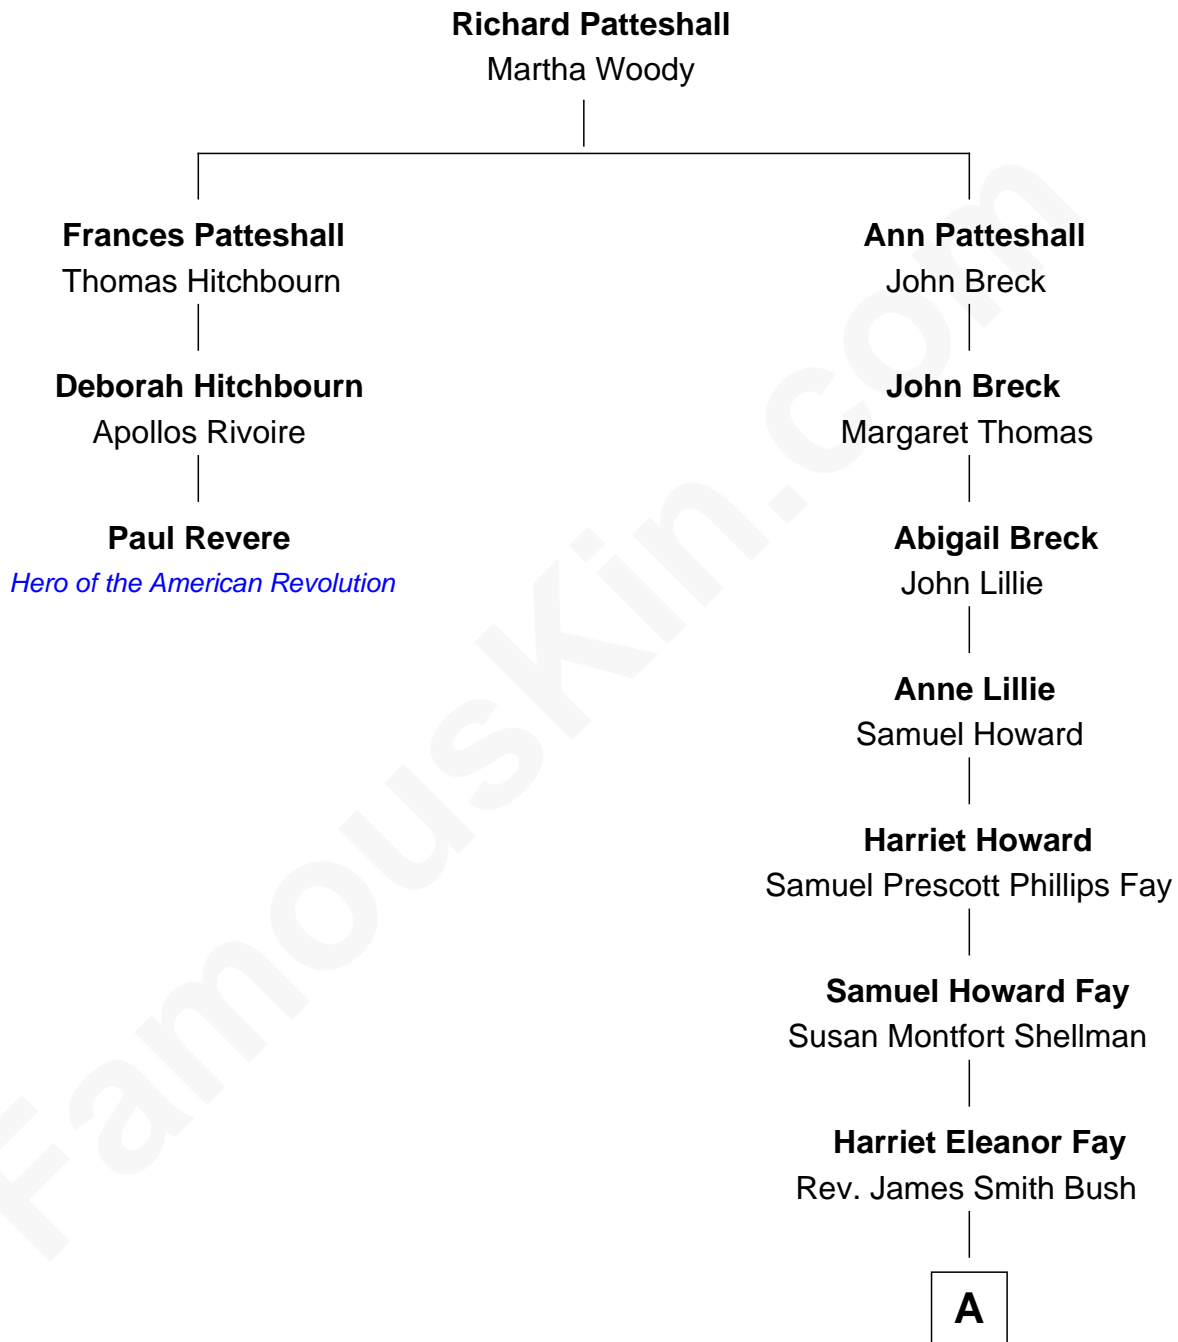 Richard Patteshall
Martha Woody
Frances Patteshall
Thomas Hitchbourn
Ann Patteshall
John Breck
Deborah Hitchbourn
Apollos Rivoire
John Breck
Margaret Thomas
Paul Revere
Hero of the American Revolution
Abigail Breck
John Lillie
Anne Lillie
Samuel Howard
Harriet Howard
Samuel Prescott Phillips Fay
Samuel Howard Fay
Susan Montfort Shellman
Harriet Eleanor Fay
Rev. James Smith Bush
A
FamousKin.com